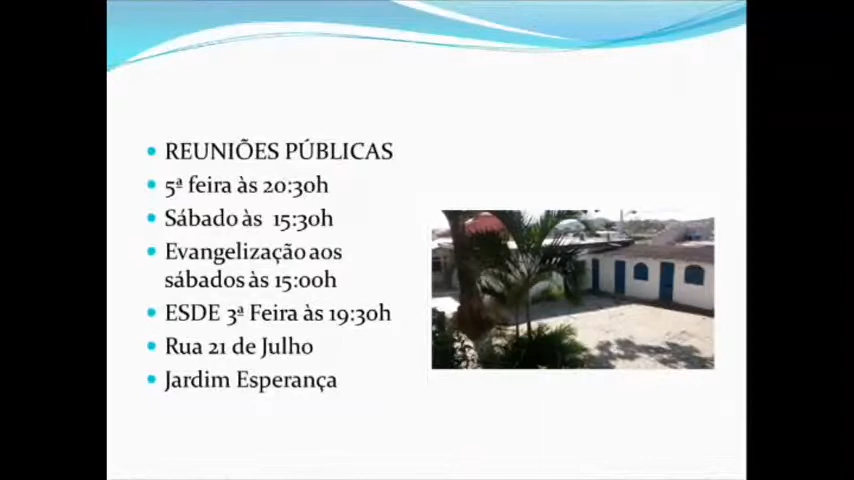 REUNIÕES PÚBLICAS
5ª feira às 20:30h
Sábado às 15:30h
Evangelização aos
sábados às 15:00h
ESDE 3ª Feira às 19:30h
Rua 21 de Julho
Jardim Esperança